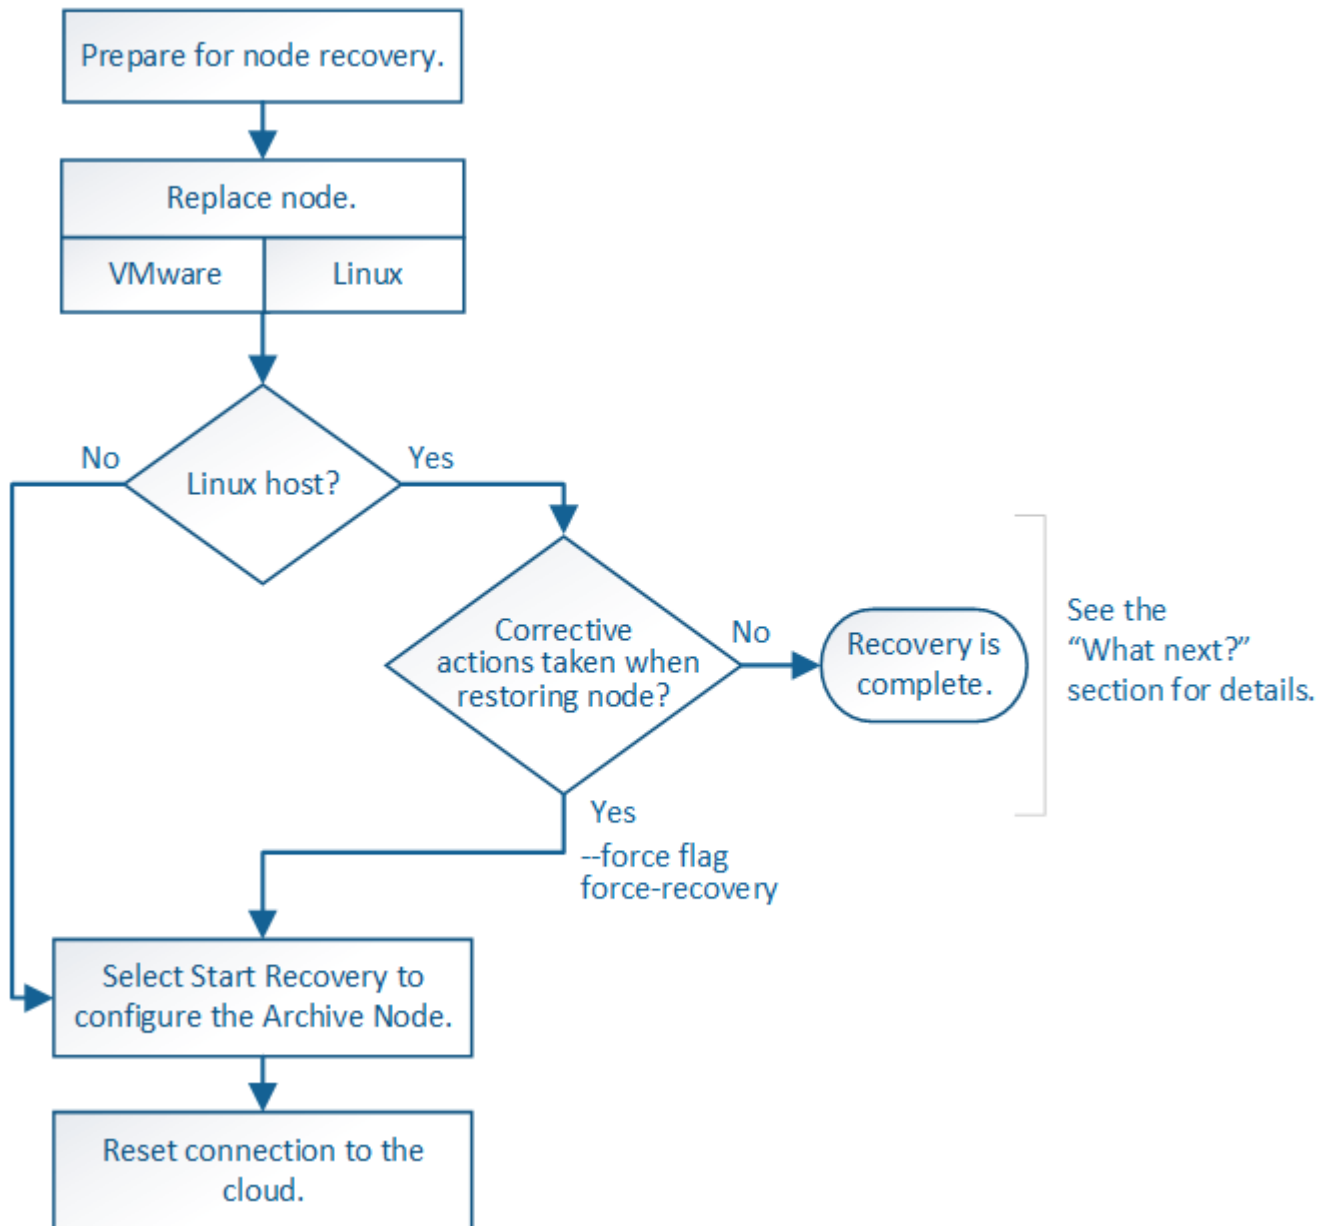 Prepare for node recovery.
Replace node.
VMware
Linux
Linux host?
No
Yes
Corrective
actions taken when
restoring node?
No
Recovery is
complete.
See the
“What next?”
section for details.
Yes
--force flag
force-recovery
Select Start Recovery to
configure the Archive Node.
Reset connection to the
cloud.